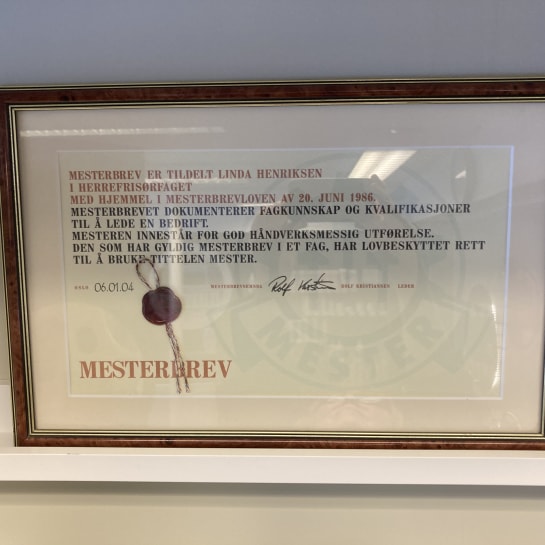 MESTERBREV ER TILDELT LINDA HENRIKSEN
I HERREFRISØRFAGET
MED HJEMMEL I MESTERBREVLOVEN AV 20. JUNI 1986.
MESTERBREVET DOKUMENTERER FAGKUNNSKAP OG KVALIFIKASJONER
TIL Å LEDE EN BEDRIFT.
MESTEREN INNESTÅR FOR GOD HÅNDVERKSMESSIG UTFØRELSE.
DEN SOM HAR GYLDIG MESTERBREV I ET FAG, HAR LOVBESKYTTET RETT
TIL Å BRUKE TITTELEN MESTER.
OSLO 06.01.04 MESTERBREVNEMNDA ROLF KRISTIANSEN LEDER
MESTERBREV
MESTER